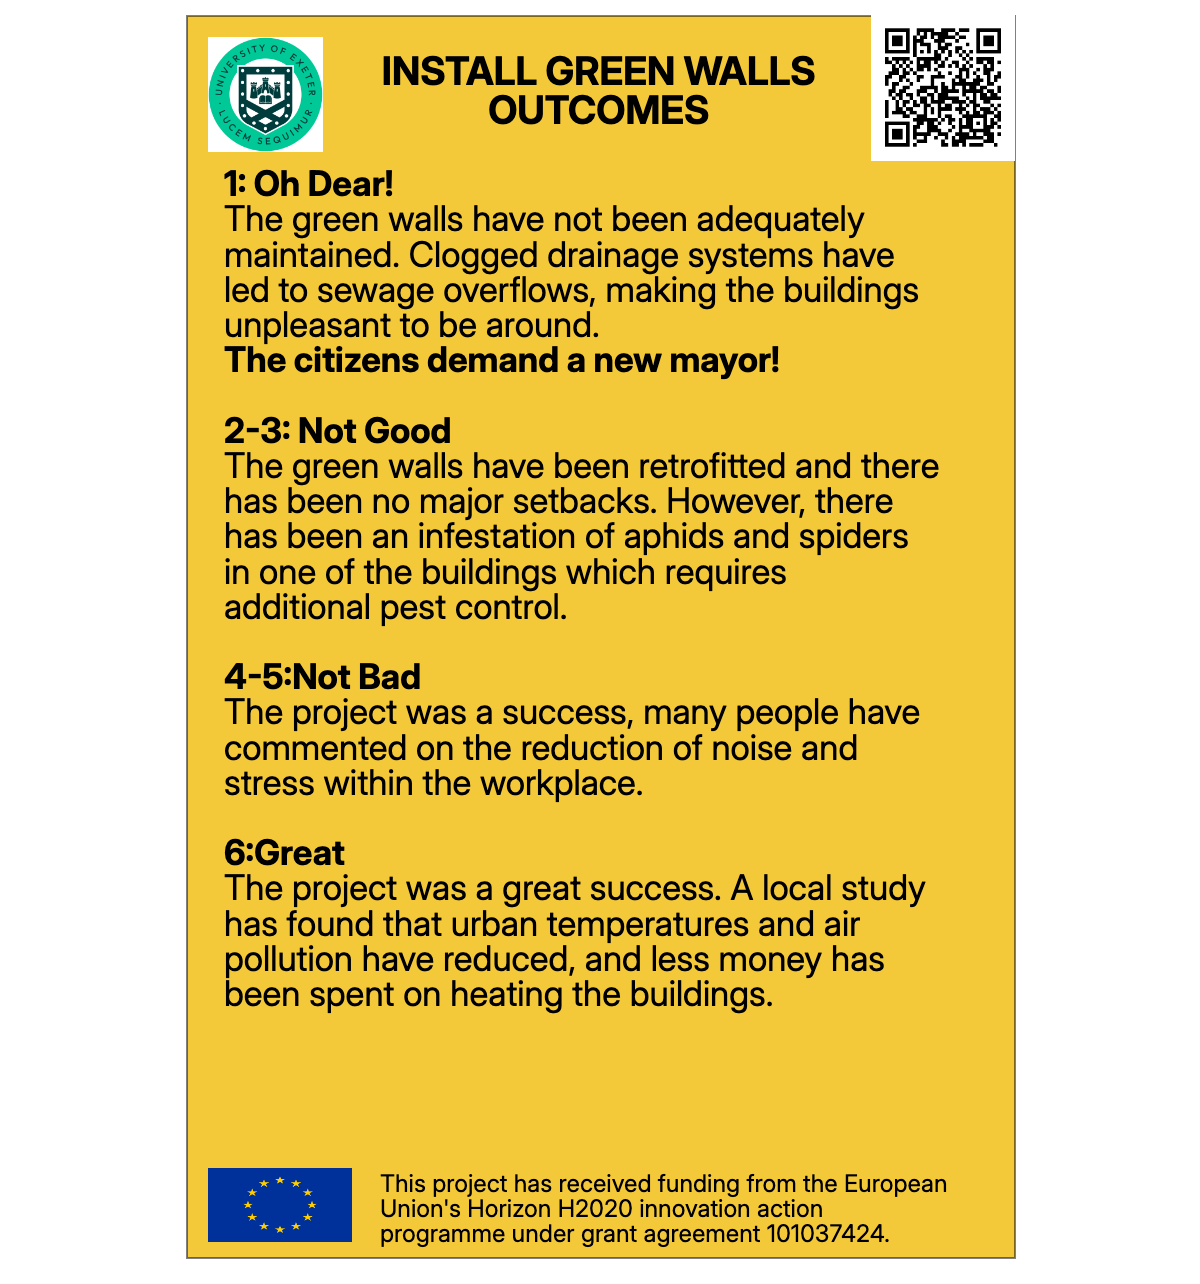 UNIVERSITY OF EXETER
LUCEM SEQUIMUR
INSTALL GREEN WALLS
OUTCOMES
1: Oh Dear!
The green walls have not been adequately
maintained. Clogged drainage systems have
led to sewage overflows, making the buildings
unpleasant to be around.
The citizens demand a new mayor!
2-3: Not Good
The green walls have been retrofitted and there
has been no major setbacks. However, there
has been an infestation of aphids and spiders
in one of the buildings which requires
additional pest control.
4-5:Not Bad
The project was a success, many people have
commented on the reduction of noise and
stress within the workplace.
6:Great
The project was a great success. A local study
has found that urban temperatures and air
pollution have reduced, and less money has
been spent on heating the buildings.
This project has received funding from the European
Union's Horizon H2020 innovation action
programme under grant agreement 101037424.